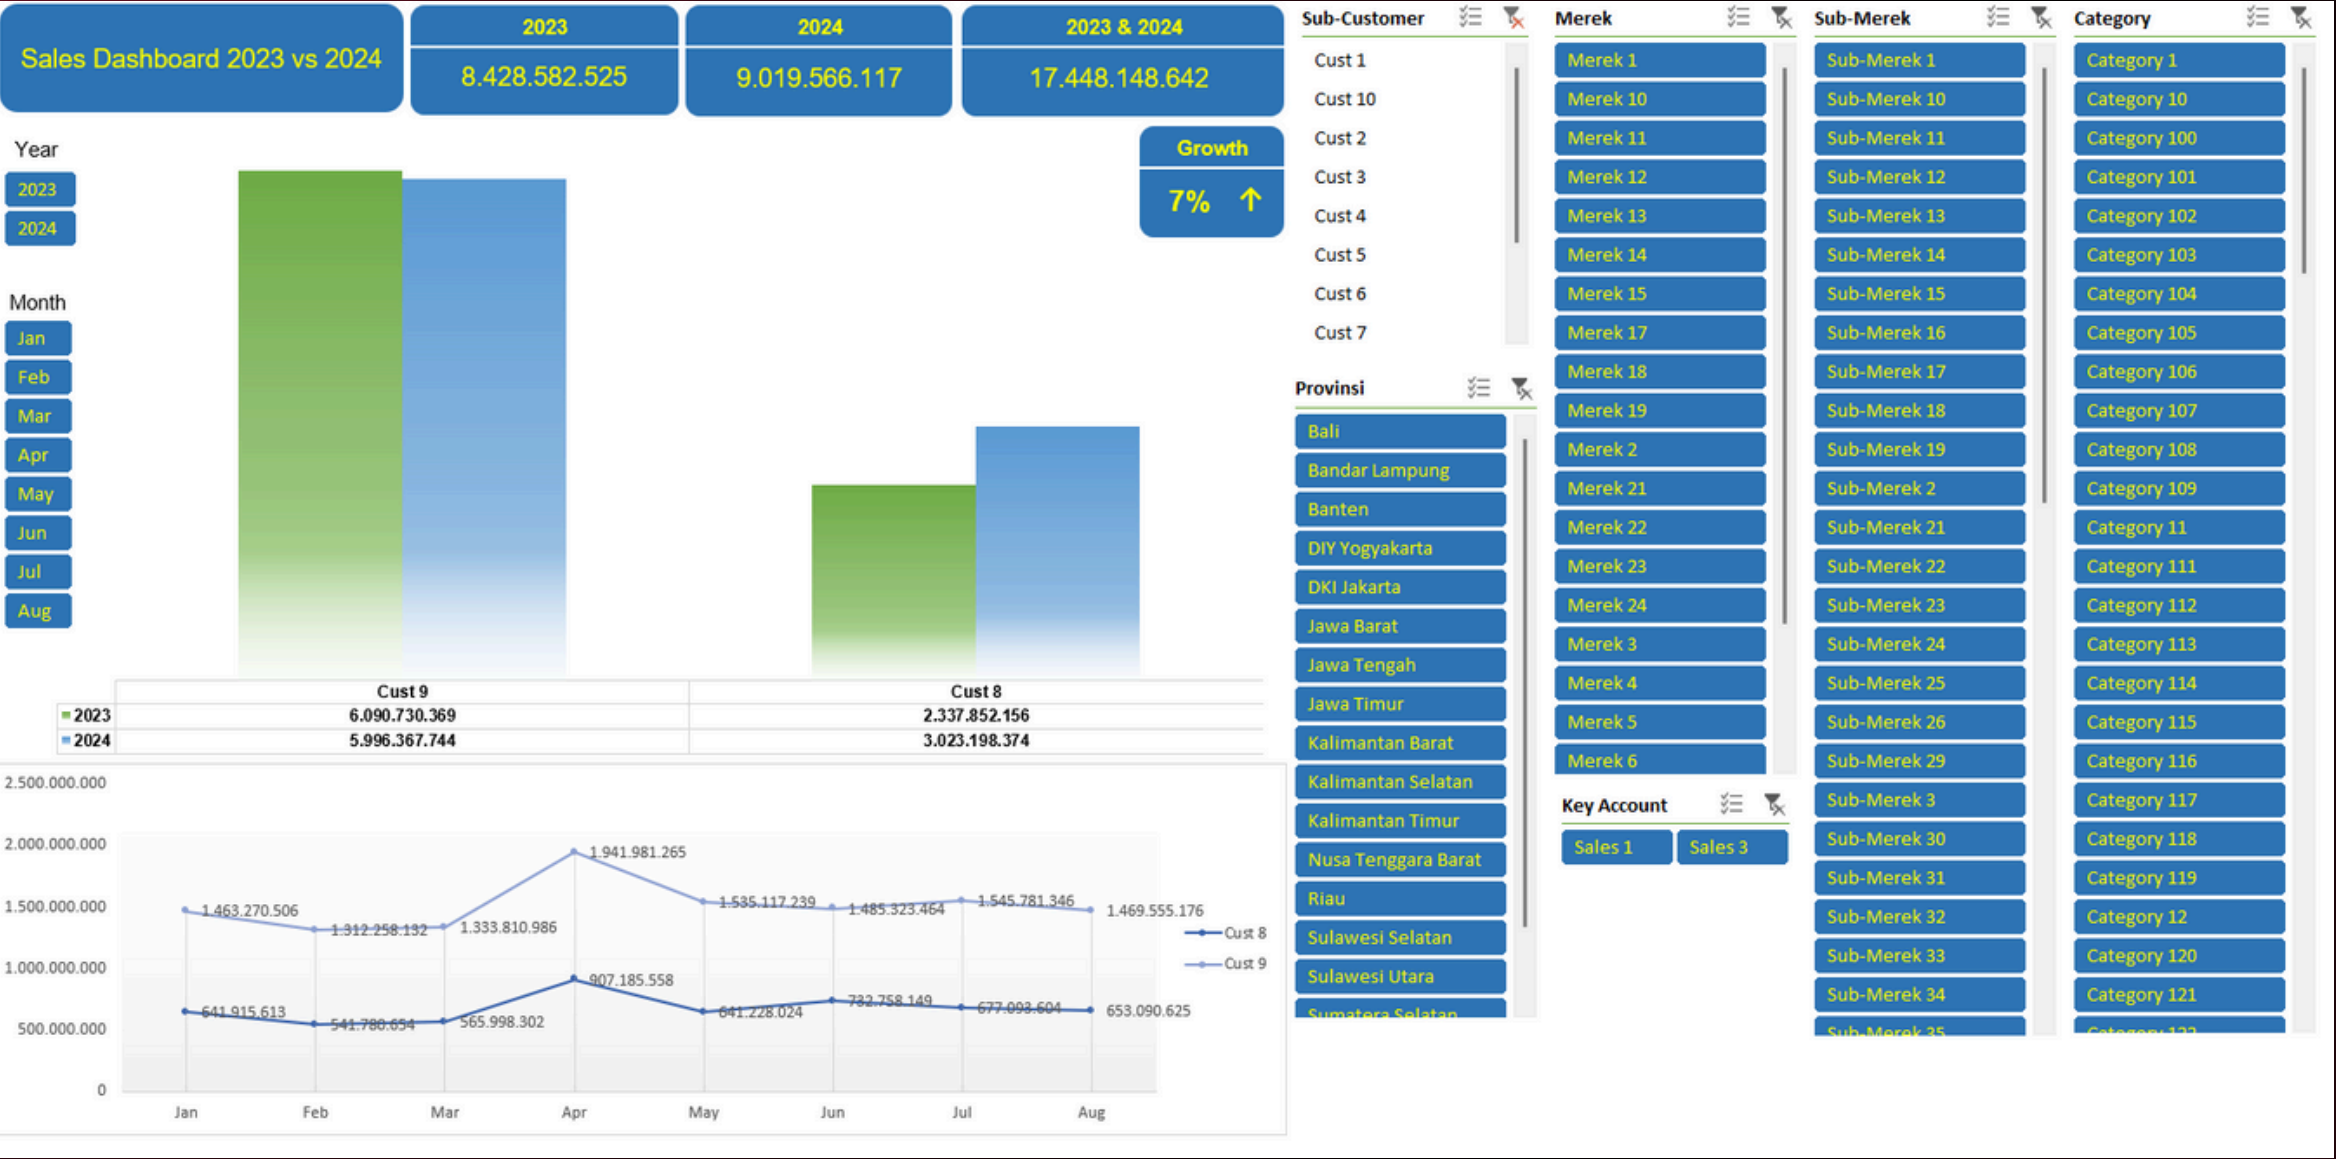 Sales Dashboard 2023 vs 2024
2023
8.428.582.525
2024
9.019.566.117
2023 & 2024
17.448.148.642
Growth
7% ↑
Year
2023
2024
Month
Jan
Feb
Mar
Apr
May
Jun
Jul
Aug
Cust 9 Cust 8
2023 6.090.730.369 2.337.852.156
2024 5.996.367.744 3.023.198.374
2.500.000.000
2.000.000.000
1.500.000.000
1.000.000.000
500.000.000
0
1.463.270.506
1.312.258.132
1.333.810.986
1.941.981.265
1.535.117.239
1.485.323.464
1.545.781.346
1.469.555.176
641.915.613
541.780.654
565.998.302
907.185.558
641.228.024
732.758.149
677.093.604
653.090.625
Cust 8
Cust 9
Jan Feb Mar Apr May Jun Jul Aug
Sub-Customer
Cust 1
Cust 10
Cust 2
Cust 3
Cust 4
Cust 5
Cust 6
Cust 7
Provinsi
Bali
Bandar Lampung
Banten
DIY Yogyakarta
DKI Jakarta
Jawa Barat
Jawa Tengah
Jawa Timur
Kalimantan Barat
Kalimantan Selatan
Kalimantan Timur
Nusa Tenggara Barat
Riau
Sulawesi Selatan
Sulawesi Utara
Sumatera Selatan
Merek
Merek 1
Merek 10
Merek 11
Merek 12
Merek 13
Merek 14
Merek 15
Merek 17
Merek 18
Merek 19
Merek 2
Merek 21
Merek 22
Merek 23
Merek 24
Merek 3
Merek 4
Merek 5
Merek 6
Key Account
Sales 1
Sales 3
Sub-Merek
Sub-Merek 1
Sub-Merek 10
Sub-Merek 11
Sub-Merek 12
Sub-Merek 13
Sub-Merek 14
Sub-Merek 15
Sub-Merek 16
Sub-Merek 17
Sub-Merek 18
Sub-Merek 19
Sub-Merek 2
Sub-Merek 21
Sub-Merek 22
Sub-Merek 23
Sub-Merek 24
Sub-Merek 25
Sub-Merek 26
Sub-Merek 29
Sub-Merek 3
Sub-Merek 30
Sub-Merek 31
Sub-Merek 32
Sub-Merek 33
Sub-Merek 34
Sub-Merek 35
Category
Category 1
Category 10
Category 100
Category 101
Category 102
Category 103
Category 104
Category 105
Category 106
Category 107
Category 108
Category 109
Category 11
Category 111
Category 112
Category 113
Category 114
Category 115
Category 116
Category 117
Category 118
Category 119
Category 12
Category 120
Category 121
Category 122